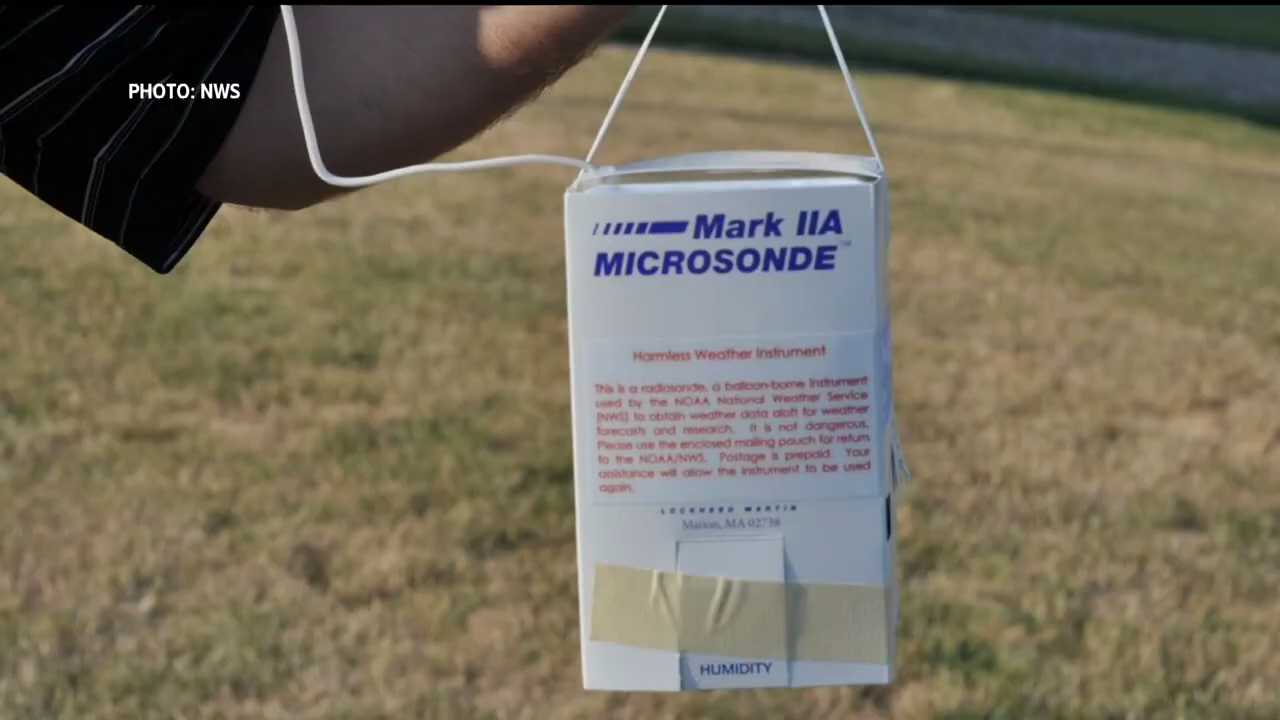 PHOTO: NWS
Mark IIA
MICROSONDE™
Harmless Weather Instrument
This is a radiosonde, a balloon-borne instrument
used by the NOAA National Weather Service
(NWS) to obtain weather data aloft for weather
forecasts and research. It is not dangerous.
Please use the enclosed mailing pouch for return
to the NOAA/NWS. Postage is prepaid. Your
assistance will allow the instrument to be used
again.
LOCKHEED MARTIN
Marion, MA 02738
HUMIDITY